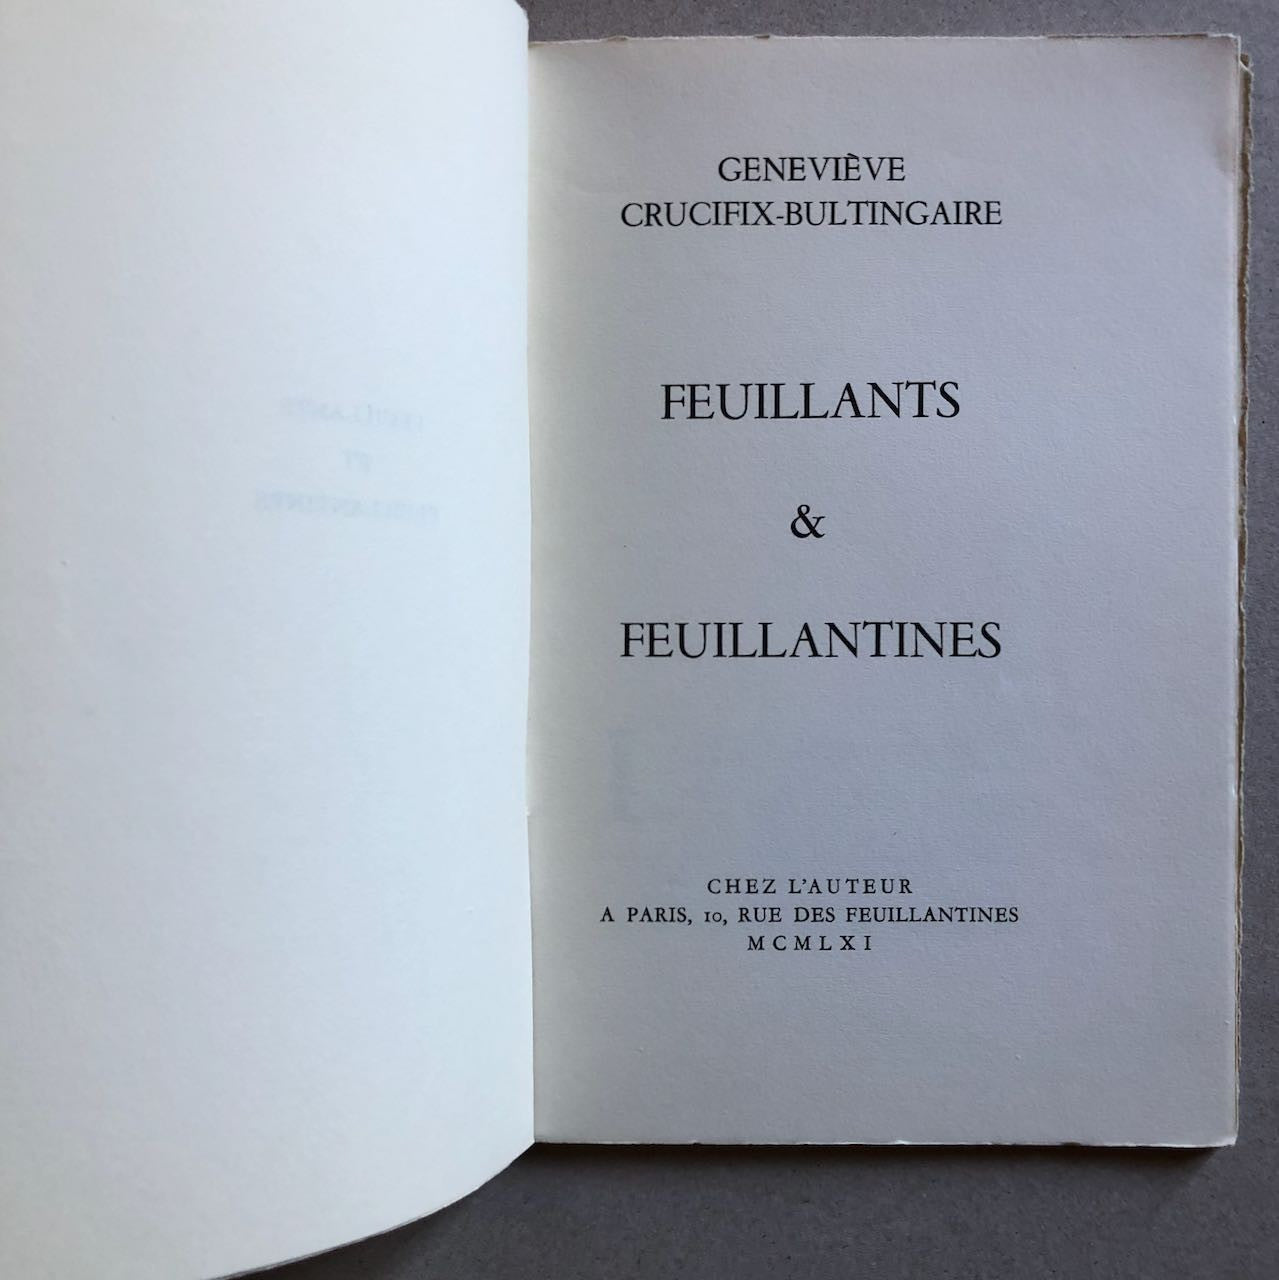 GENEVIÈVE
CRUCIFIX-BULTINGAIRE
FEUILLANTS
&
FEUILLANTINES
CHEZ L'AUTEUR
A PARIS, 10, RUE DES FEUILLANTINES
MCMLXI